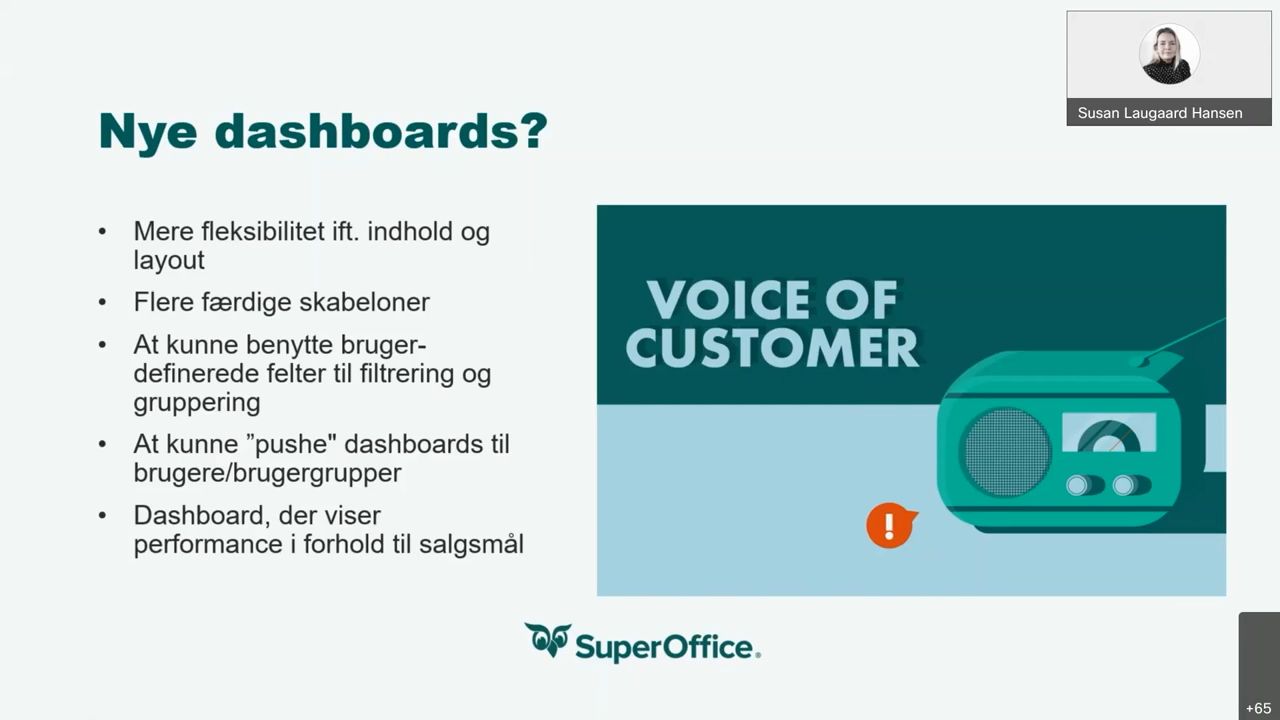 Nye dashboards?
• Mere fleksibilitet ift. indhold og
layout
• Flere færdige skabeloner
• At kunne benytte bruger-
definerede felter til filtrering og
gruppering
• At kunne ”pushe" dashboards til
brugere/brugergrupper
• Dashboard, der viser
performance i forhold til salgsmål
VOICE OF
CUSTOMER
!
SuperOffice®
Susan Laugaard Hansen
+65